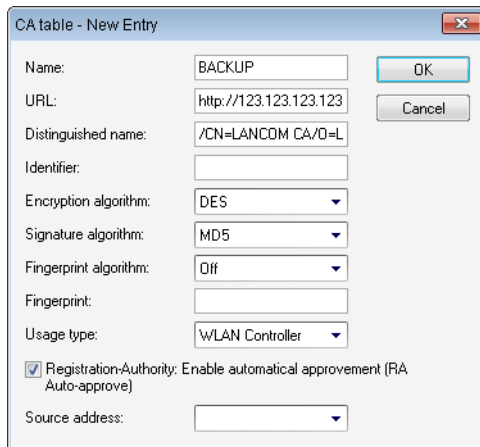 CA table - New Entry
Name: BACKUP
OK
URL: http://123.123.123.123
Cancel
Distinguished name: /CN=LANCOM CA/O=L
Identifier:
Encryption algorithm: DES
Signature algorithm: MD5
Fingerprint algorithm: Off
Fingerprint:
Usage type: WLAN Controller
Registration-Authority: Enable automatical approvement (RA
Auto-approve)
Source address: